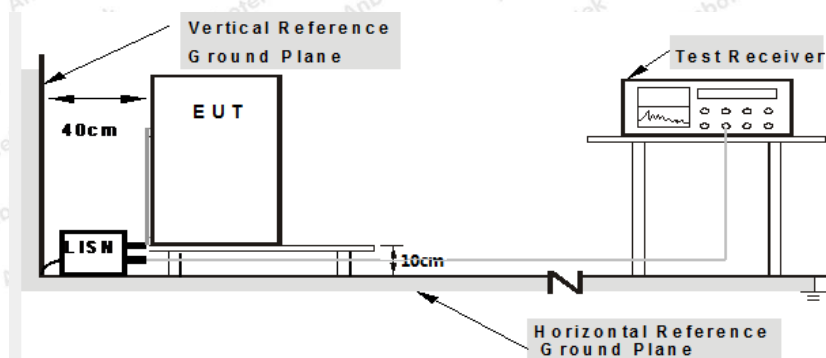 Vertical Reference
Ground Plane
Test Receiver
EUT
40cm
LISN
10cm
N
Horizontal Reference
Ground Plane